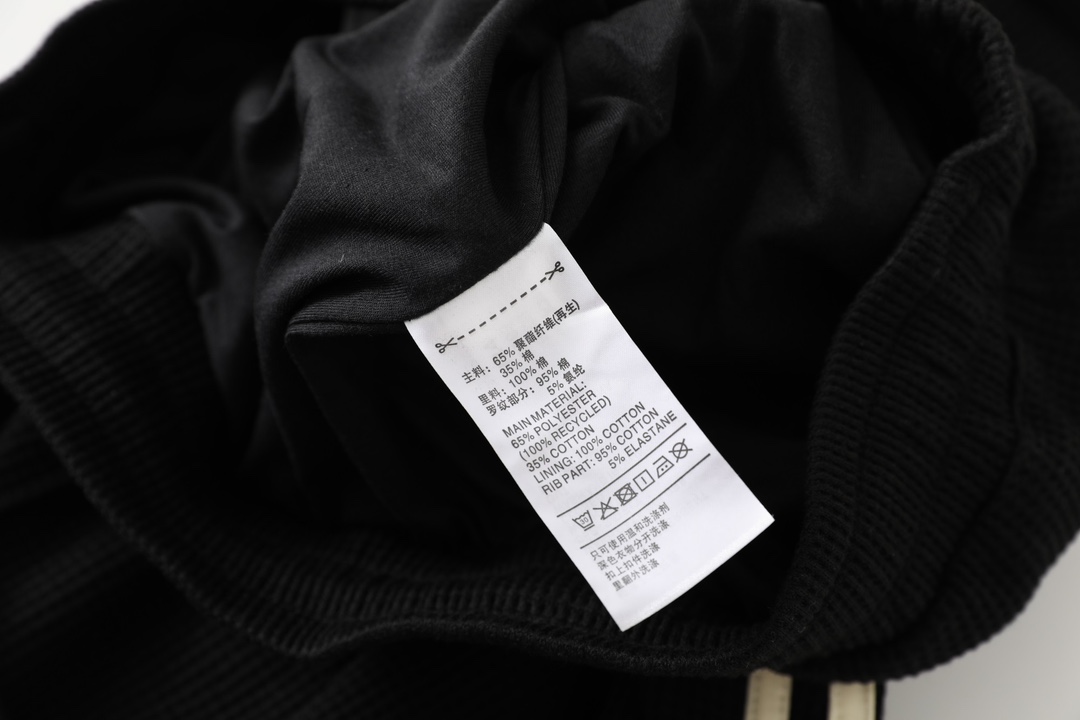 主料：65% 聚酯纤维(再生)
35% 棉
里料：100% 棉
罗纹部分：95% 棉
5% 氨纶
MAIN MATERIAL:
65% POLYESTER
(100% RECYCLED)
35% COTTON
LINING: 100% COTTON
RIB PART: 95% COTTON
5% ELASTANE
30
只可使用温和洗涤剂
深色衣物分开洗涤
扣上扣件洗涤
里翻外洗涤